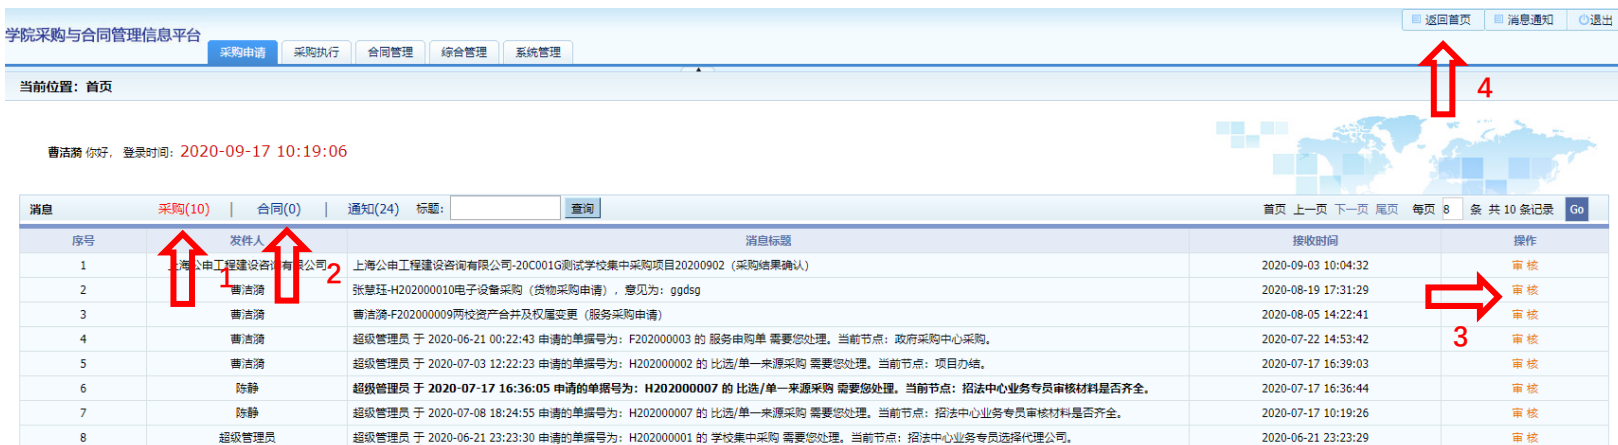 返回首页 消息通知 退出
学院采购与合同管理信息平台
采购申请 采购执行 合同管理 综合管理 系统管理
当前位置：首页
4
曹洁漪 你好， 登录时间：2020-09-17 10:19:06
消息 采购(10) | 合同(0) | 通知(24) 标题： 查询 首页 上一页 下一页 尾页 每页 8 条 共 10 条记录 Go
序号 发件人 消息标题 接收时间 操作
1 上海公申工程建设咨询有限公司 上海公申工程建设咨询有限公司-20C001G测试学校集中采购项目20200902（采购结果确认） 2020-09-03 10:04:32 审 核
1 2
2 曹洁漪 张慧珏-H202000010电子设备采购（货物采购申请），意见为：ggdsg 2020-08-19 17:31:29 审 核
3 曹洁漪 曹洁漪-F202000009两校资产合并及权属变更（服务采购申请） 2020-08-05 14:22:41 审 核
3
4 曹洁漪 超级管理员 于 2020-06-21 00:22:43 申请的单据号为：F202000003 的 服务申购单 需要您处理。当前节点：政府采购中心采购。 2020-07-22 14:53:42 审 核
5 曹洁漪 超级管理员 于 2020-07-03 12:22:23 申请的单据号为：H202000002 的 比选/单一来源采购 需要您处理。当前节点：项目办结。 2020-07-17 16:39:03 审 核
6 陈静 超级管理员 于 2020-07-17 16:36:05 申请的单据号为：H202000007 的 比选/单一来源采购 需要您处理。当前节点：招法中心业务专员审核材料是否齐全。 2020-07-17 16:36:44 审 核
7 陈静 超级管理员 于 2020-07-08 18:24:55 申请的单据号为：H202000007 的 比选/单一来源采购 需要您处理。当前节点：招法中心业务专员审核材料是否齐全。 2020-07-17 10:19:26 审 核
8 超级管理员 超级管理员 于 2020-06-21 23:23:30 申请的单据号为：H202000001 的 学校集中采购 需要您处理。当前节点：招法中心业务专员选择代理公司。 2020-06-21 23:23:29 审 核